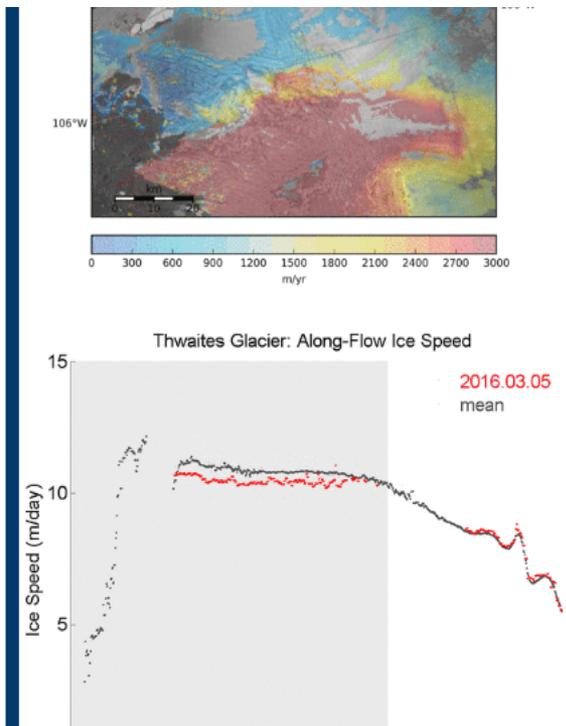 106°W
km
0 10 20
0 300 600 900 1200 1500 1800 2100 2400 2700 3000
m/yr
Thwaites Glacier: Along-Flow Ice Speed
15
2016.03.05
mean
10
Ice Speed (m/day)
5